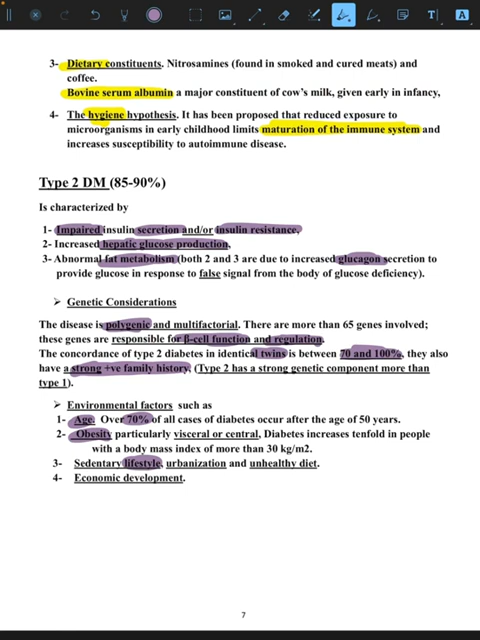 T A
3- Dietary constituents. Nitrosamines (found in smoked and cured meats) and
coffee.
Bovine serum albumin a major constituent of cow's milk, given early in infancy,
4- The hygiene hypothesis. It has been proposed that reduced exposure to
microorganisms in early childhood limits maturation of the immune system and
increases susceptibility to autoimmune disease.
Type 2 DM (85-90%)
Is characterized by
1- Impaired insulin secretion and/or insulin resistance,
2- Increased hepatic glucose production,
3- Abnormal fat metabolism (both 2 and 3 are due to increased glucagon secretion to
provide glucose in response to false signal from the body of glucose deficiency).
➢ Genetic Considerations
The disease is polygenic and multifactorial. There are more than 65 genes involved;
these genes are responsible for β-cell function and regulation.
The concordance of type 2 diabetes in identical twins is between 70 and 100%, they also
have a strong +ve family history, (Type 2 has a strong genetic component more than
type 1).
➢ Environmental factors such as
1- Age. Over 70% of all cases of diabetes occur after the age of 50 years.
2- Obesity particularly visceral or central, Diabetes increases tenfold in people
with a body mass index of more than 30 kg/m2.
3- Sedentary lifestyle, urbanization and unhealthy diet.
4- Economic development.
7